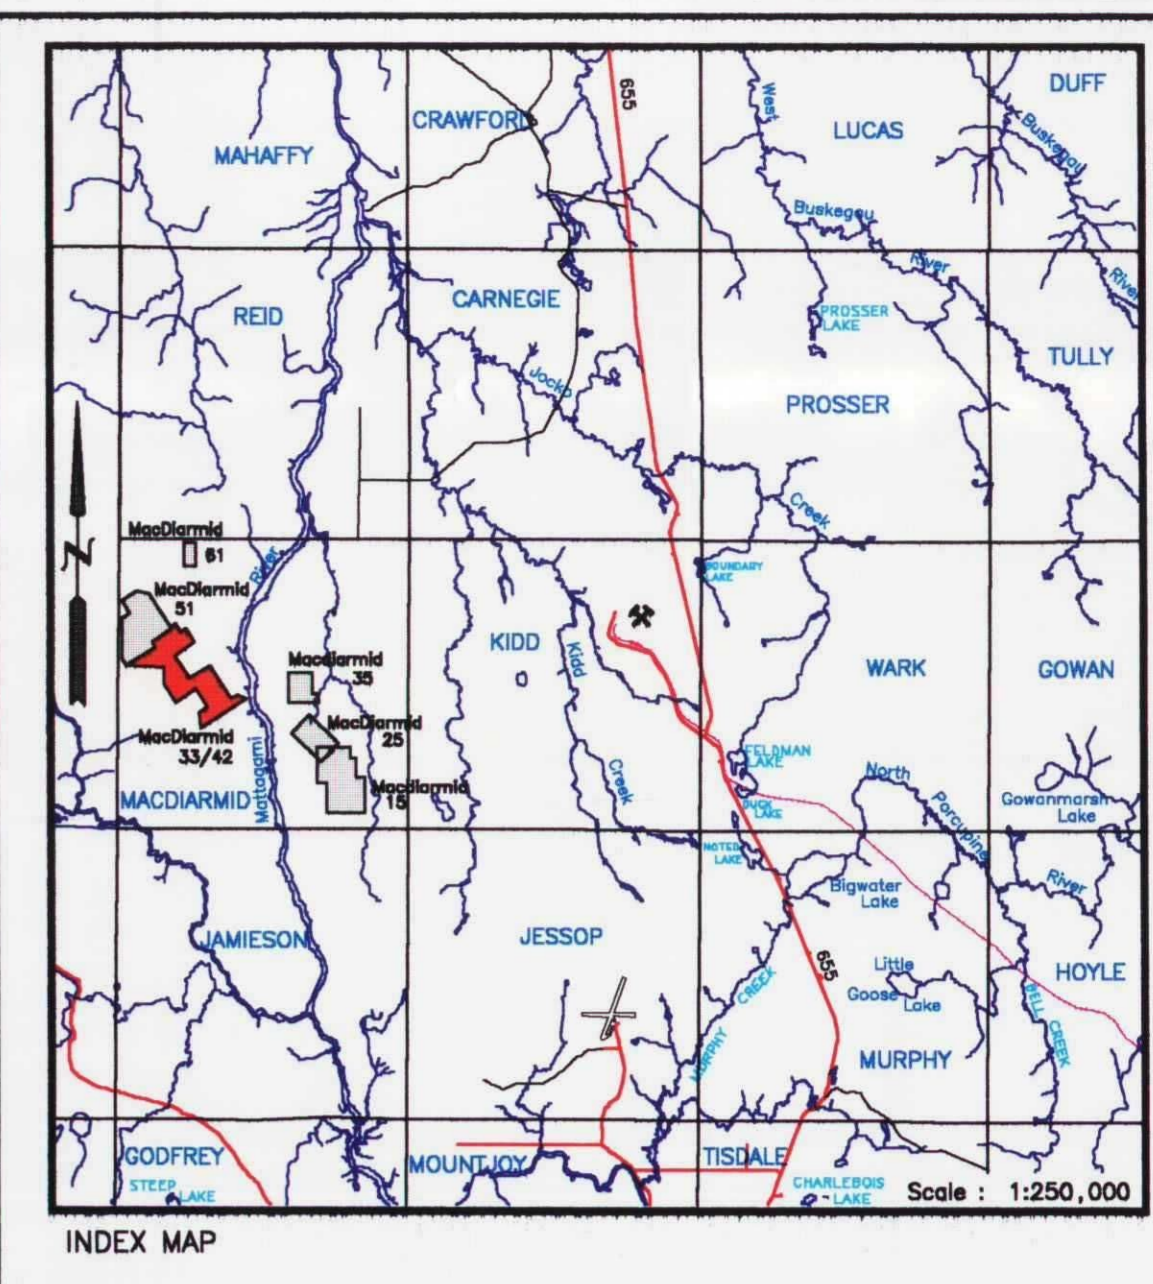 DUFF
655
West
CRAWFORD
LUCAS
MAHAFFY
Buskegau
Buskegau
River
River
REID
CARNEGIE
PROSSER
LAKE
TULLY
Jocko
PROSSER
Creek
N
MacDiarmid
61
River
BOUNDARY
LAKE
MacDiarmid
51
KIDD
Kidd
WARK
GOWAN
Macdiarmid
35
MacDiarmid
25
MacDiarmid
33/42
Mattagami
FELDMAN
LAKE
North
Creek
Macdiarmid
15
MACDIARMID
DUCK
LAKE
Porcupine
Gowanmarsh
Lake
NOTED
LAKE
Bigwater
Lake
River
JAMIESON
JESSOP
655
Little
Goose Lake
HOYLE
MURPHY CREEK
BELL CREEK
MURPHY
GODFREY
MOUNTJOY
TISDALE
STEEP
LAKE
CHARLEBOIS
LAKE
Scale : 1:250,000
INDEX MAP